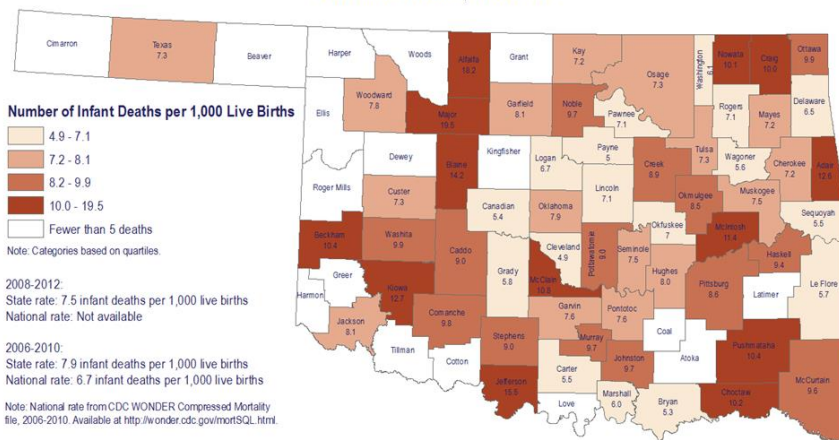 Cimarron
Texas
7.3
Beaver
Harper
Woods
Alfalfa
Grant
Kay
7.2
Osage
7.3
Washington
6.1
Nowata
10.1
Craig
10.0
Ottawa
9.9
Ellis
Woodward
7.8
Major
19.5
Garfield
8.1
Noble
9.7
Pawnee
7.1
Rogers
7.1
Mayes
7.2
Delaware
6.5
Dewey
Blaine
14.2
Kingfisher
Logan
6.7
Payne
5
Creek
8.9
Tulsa
7.3
Wagoner
5.6
Cherokee
7.2
Adair
12.6
Roger Mills
Custer
7.3
Canadian
5.4
Oklahoma
7.9
Lincoln
7.1
Okmulgee
8.5
Muskogee
7.5
Sequoyah
5.5
Beckham
10.4
Washita
9.9
Caddo
9.0
Grady
5.8
Cleveland
4.9
McClain
Pottawatomie
9.0
Seminole
7.5
Okfuskee
7
McIntosh
11.4
Haskell
9.4
Greer
Harmon
Kiowa
12.7
Hughes
8.0
Pittsburg
8.6
Latimer
Le Flore
5.7
Jackson
8.1
Comanche
9.8
Stephens
9.0
Garvin
7.6
Murray
9.7
Pontotoc
7.6
Coal
Atoka
Pushmataha
10.4
McCurtain
9.6
Tillman
Cotton
Jefferson
Carter
5.5
Love
Johnston
9.7
Marshall
6.0
Bryan
5.3
Choctaw
10.2
Number of Infant Deaths per 1,000 Live Births
4.9 - 7.1
7.2 - 8.1
8.2 - 9.9
10.0 - 19.5
Fewer than 5 deaths
Note: Categories based on quartiles.
2008-2012:
State rate: 7.5 infant deaths per 1,000 live births
National rate: Not available
2006-2010:
State rate: 7.9 infant deaths per 1,000 live births
National rate: 6.7 infant deaths per 1,000 live births
Note: National rate from CDC WONDER Compressed Mortality
file, 2006-2010. Available at http://wonder.cdc.gov/mortSQL.html.